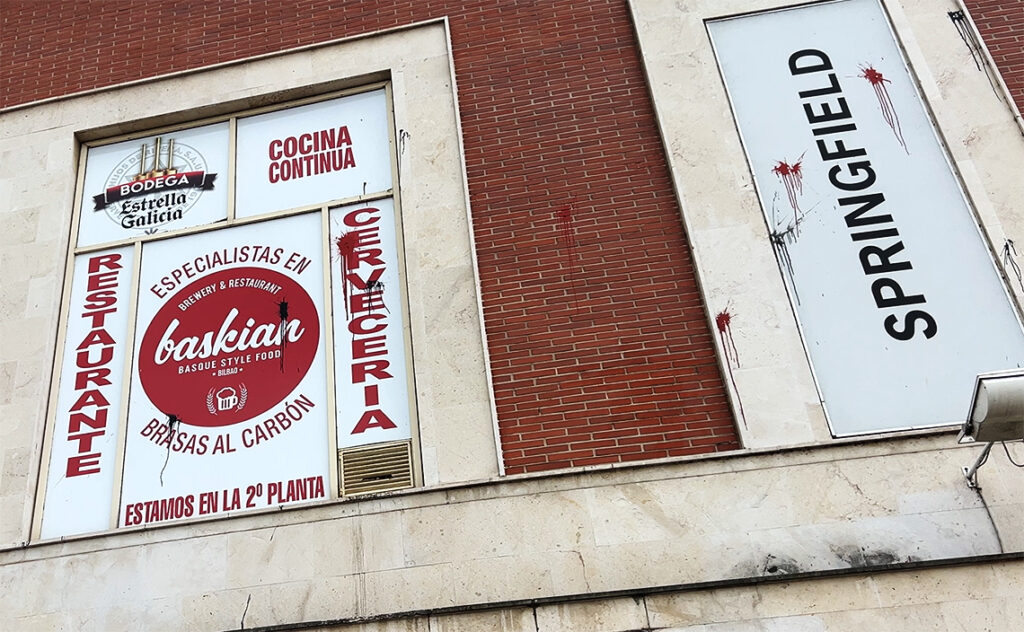 BODEGA
Estrella
Galicia
COCINA
CONTINUA
RESTAURANTE
ESPECIALISTAS EN
BREWERY & RESTAURANT
baskian
BASQUE STYLE FOOD
• BILBAO •
BRASAS AL CARBÓN
CERVECERIA
ESTAMOS EN LA 2º PLANTA
SPRINGFIELD